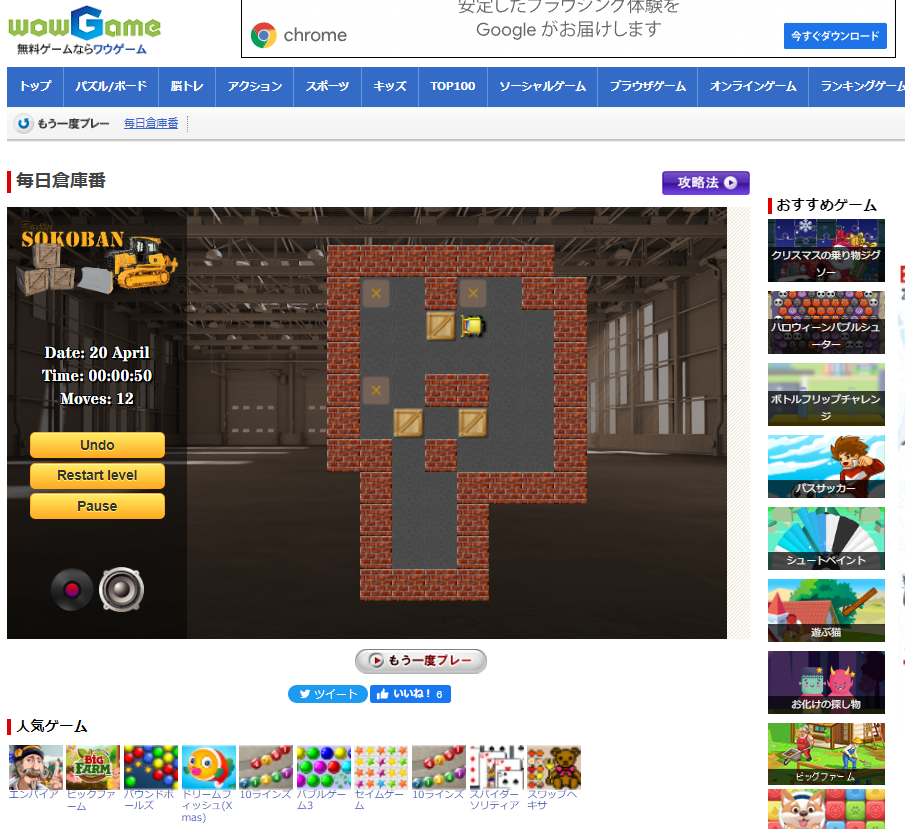 wowGame
無料ゲームならワウゲーム
chrome
安定したブラウジング体験を
Google がお届けします
今すぐダウンロード
トップ
パズル/ボード
脳トレ
アクション
スポーツ
キッズ
TOP100
ソーシャルゲーム
ブラウザゲーム
オンラインゲーム
ランキングゲーム
もう一度プレー
毎日倉庫番
毎日倉庫番
攻略法
SOKOBAN
Date: 20 April
Time: 00:00:50
Moves: 12
Undo
Restart level
Pause
もう一度プレー
ツイート
いいね！ 6
人気ゲーム
エンパイア
BIG FARM
ビッグファ
ーム
バウンドボ
ールズ
ドリームフ
ィッシュ(X
mas)
10ラインズ
バブルゲー
ム3
セイムゲー
ム
10ラインズ
スパイダー
ソリティア
スワップヘ
キサ
おすすめゲーム
クリスマスの乗り物ジグ
ソー
ハロウィーンバブルシュ
ーター
ボトルフリップチャレン
ジ
バスサッカー
シュートペイント
遊ぶ猫
お化けの探し物
ビッグファーム